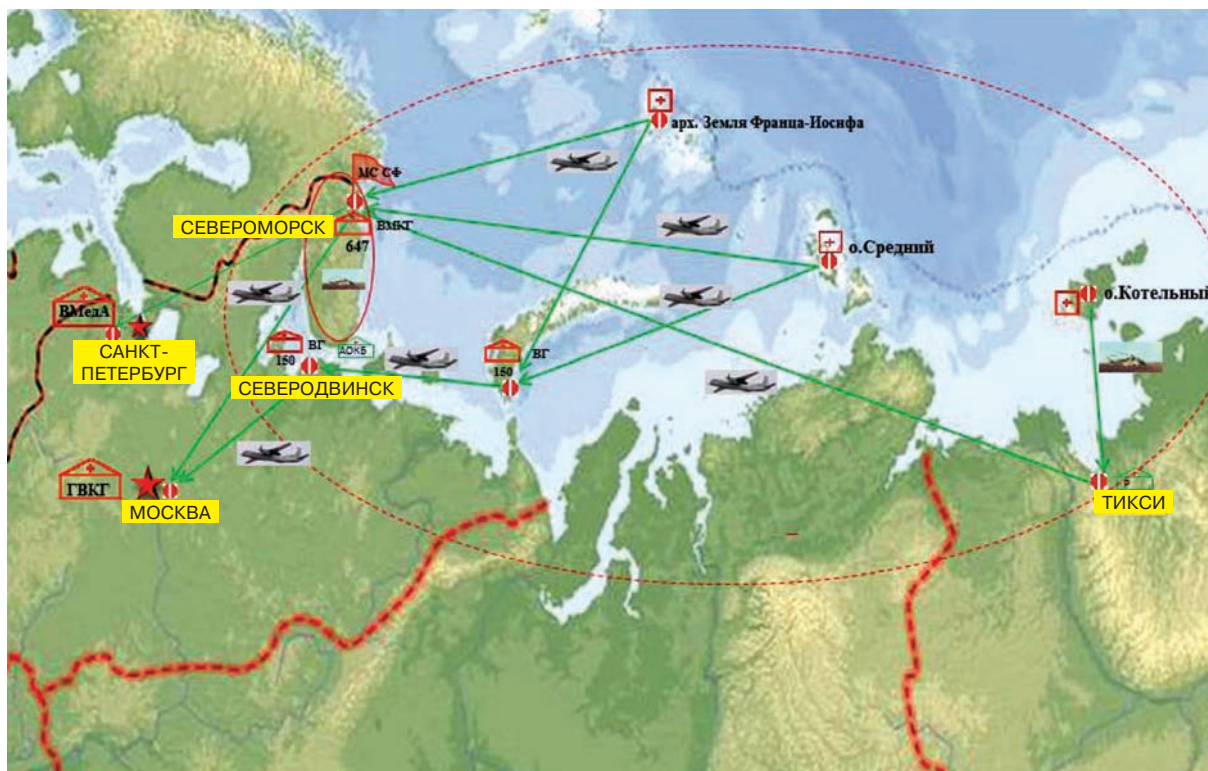 арх. Земля Франца-Иосифа
МС СФ
СЕВЕРОМОРСК
ВМКГ
647
о.Средний
о.Котельный
ВМедА
САНКТ-
ПЕТЕРБУРГ
ВГ
150
АОКБ
СЕВЕРОДВИНСК
ВГ
150
ГВКГ
МОСКВА
ТИКСИ